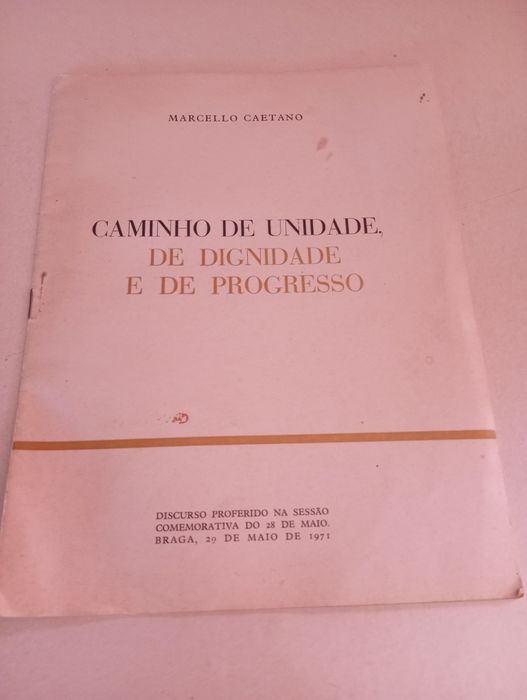 MARCELLO CAETANO
CAMINHO DE UNIDADE,
DE DIGNIDADE
E DE PROGRESSO
DISCURSO PROFERIDO NA SESSÃO
COMEMORATIVA DO 28 DE MAIO.
BRAGA, 29 DE MAIO DE 1971